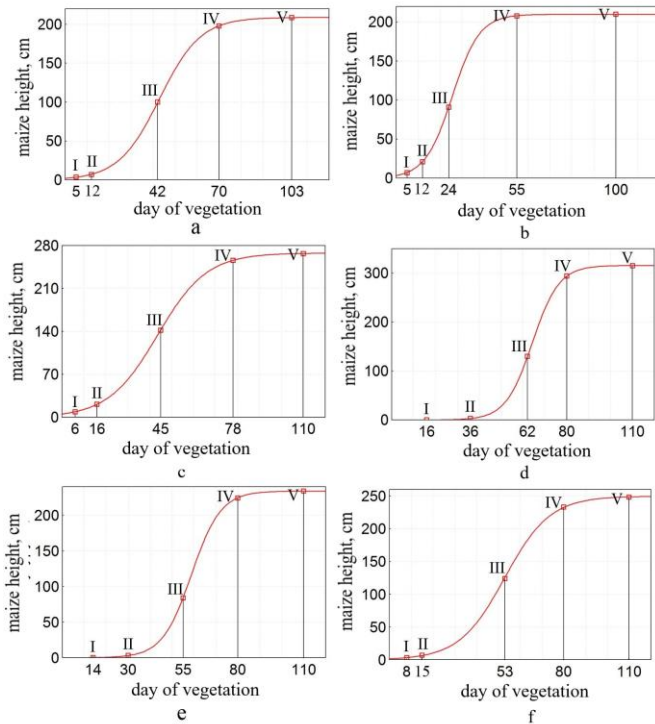 maize height, cm
200
150
100
50
0
I
II
III
IV
V
5 12 42 70 103
day of vegetation
a
maize height, cm
200
150
100
50
0
I
II
III
IV
V
5 12 24 55 100
day of vegetation
b
maize height, cm
280
210
140
70
0
I
II
III
IV
V
6 16 45 78 110
day of vegetation
c
maize height, cm
300
200
100
0
I
II
III
IV
V
16 36 62 80 110
day of vegetation
d
maize height, cm
200
150
100
50
0
I
II
III
IV
V
14 30 55 80 110
day of vegetation
e
maize height, cm
250
200
150
100
50
0
I
II
III
IV
V
8 15 53 80 110
day of vegetation
f